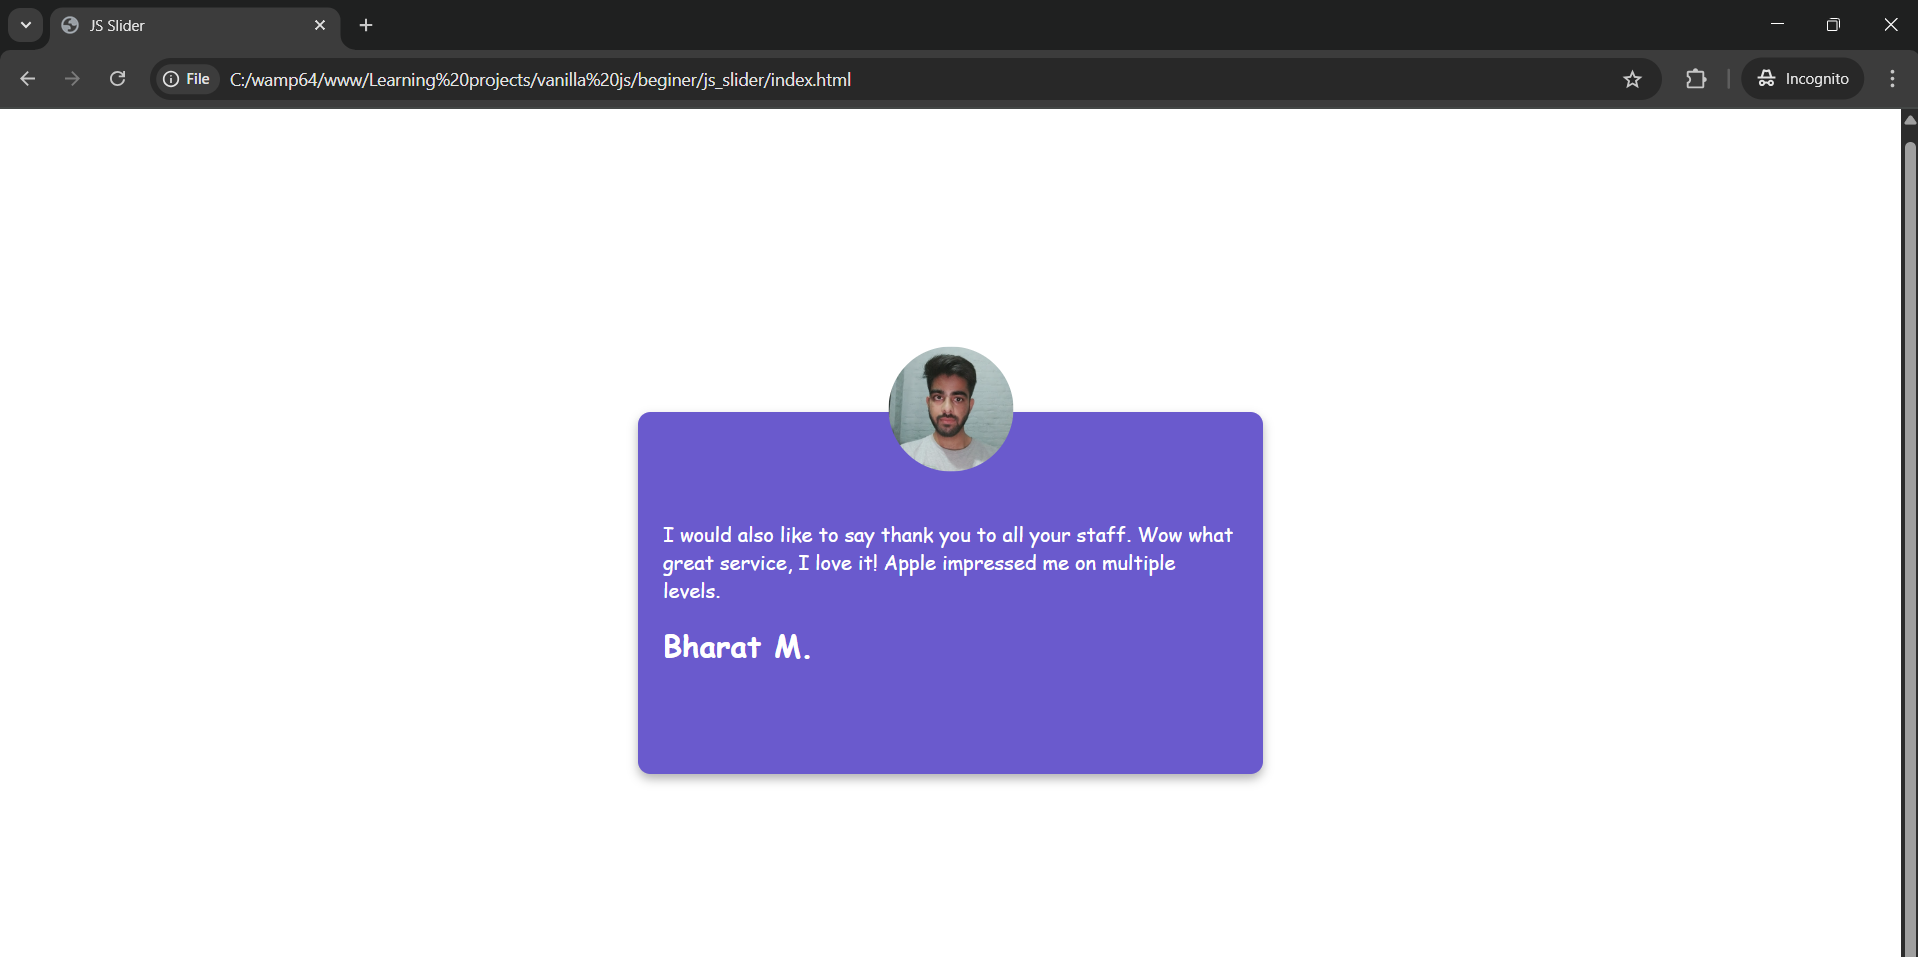 JS Slider
File
C:/wamp64/www/Learning%20projects/vanilla%20js/beginer/js_slider/index.html
Incognito
I would also like to say thank you to all your staff. Wow what
great service, I love it! Apple impressed me on multiple
levels.
Bharat M.